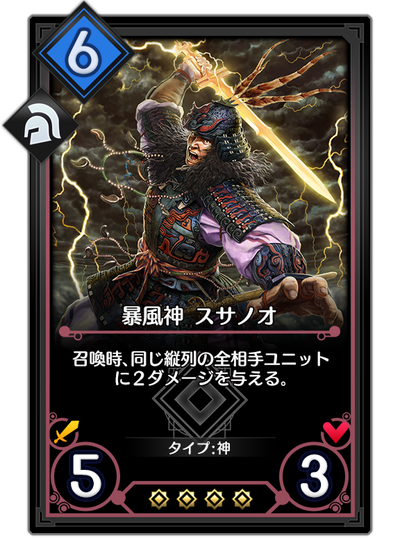 6
暴風神 スサノオ
召喚時、同じ縦列の全相手ユニット
に2ダメージを与える。
タイプ:神
5
3